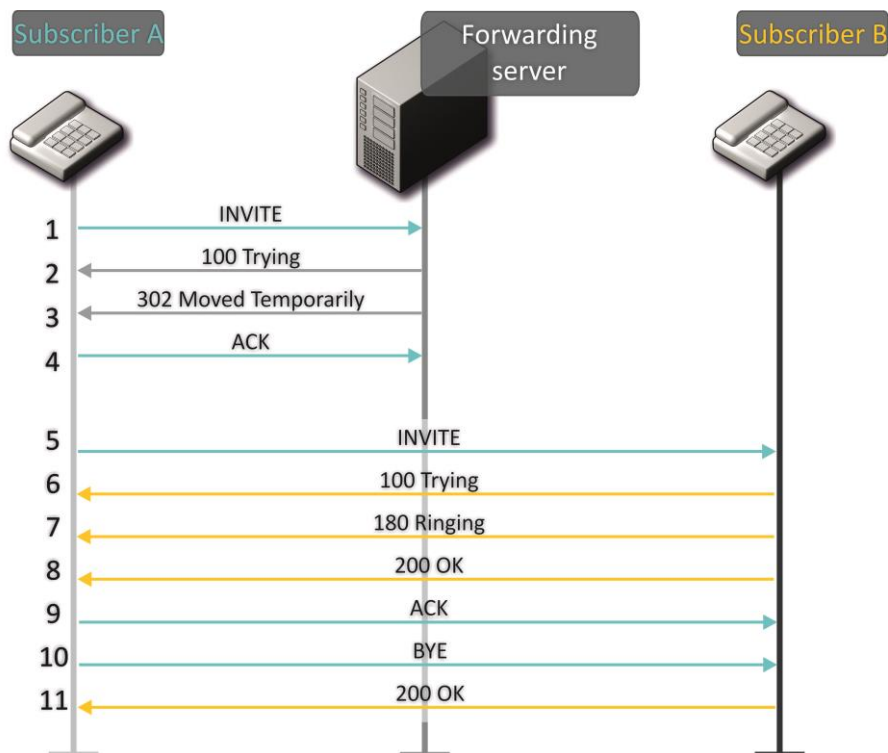 Subscriber A
Forwarding
server
Subscriber B
1 INVITE
2 100 Trying
3 302 Moved Temporarily
4 ACK
5 INVITE
6 100 Trying
7 180 Ringing
8 200 OK
9 ACK
10 BYE
11 200 OK